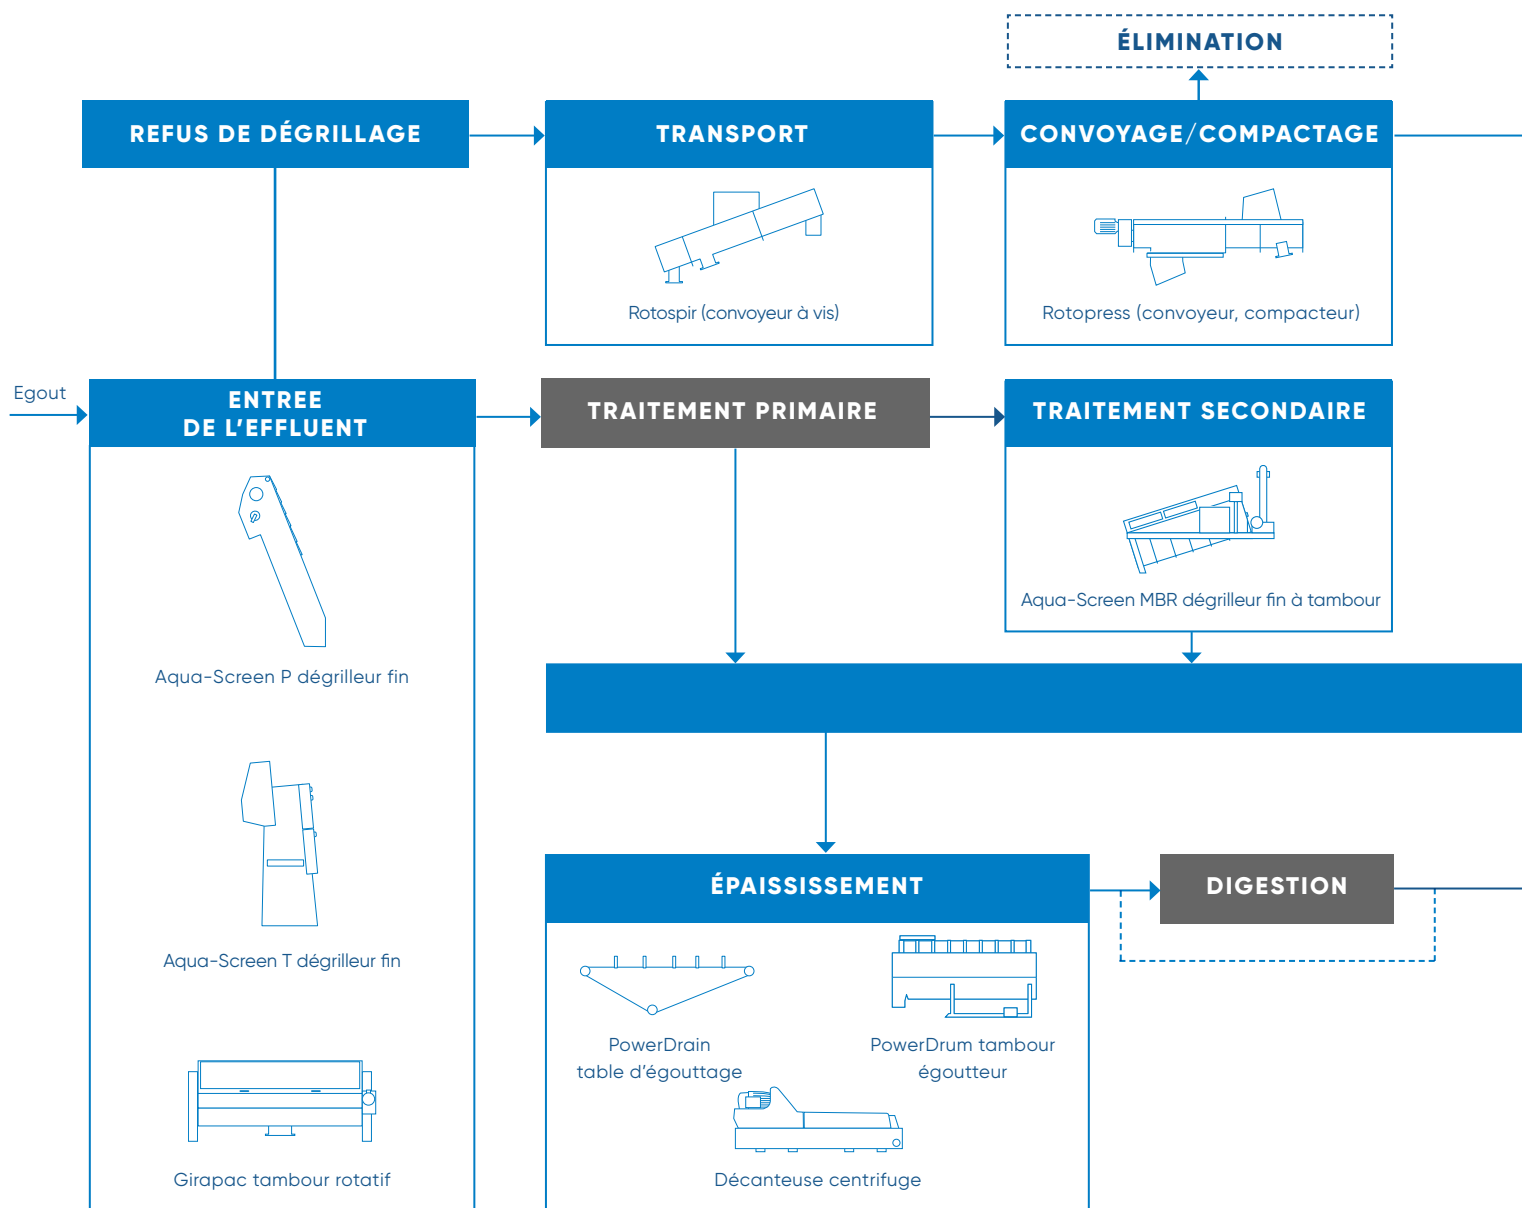 ÉLIMINATION
REFUS DE DÉGRILLAGE
TRANSPORT
CONVOYAGE/COMPACTAGE
Rotospir (convoyeur à vis)
Rotopress (convoyeur, compacteur)
Egout
ENTREE
DE L’EFFLUENT
TRAITEMENT PRIMAIRE
TRAITEMENT SECONDAIRE
Aqua-Screen MBR dégrilleur fin à tambour
Aqua-Screen P dégrilleur fin
Aqua-Screen T dégrilleur fin
Girapac tambour rotatif
ÉPAISSISSEMENT
DIGESTION
PowerDrain
table d’égouttage
PowerDrum tambour
égoutteur
Décanteuse centrifuge